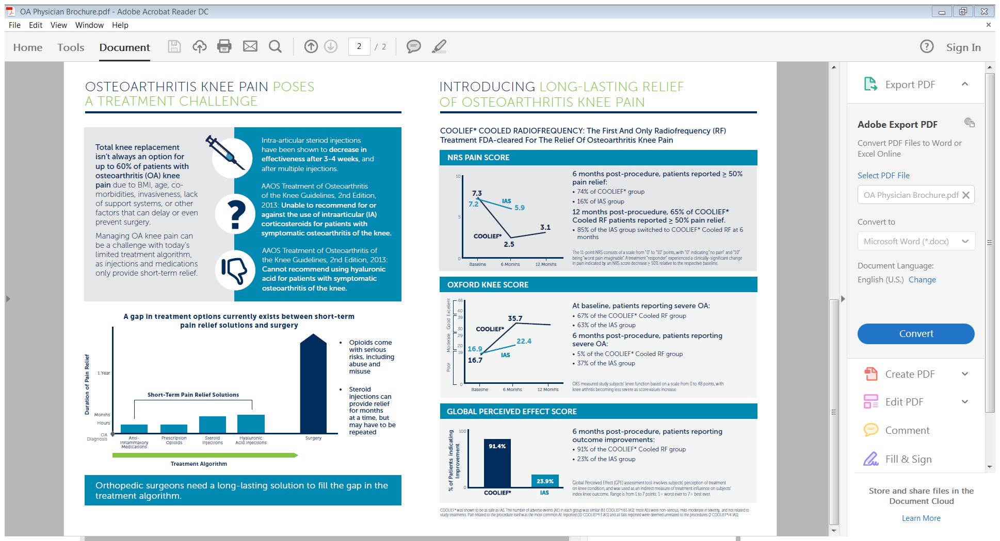 OA Physician Brochure.pdf - Adobe Acrobat Reader DC
File Edit View Window Help
Home Tools Document 2 / 2 Sign In
OSTEOARTHRITIS KNEE PAIN POSES
A TREATMENT CHALLENGE
Total knee replacement
isn't always an option for
up to 60% of patients with
osteoarthritis (OA) knee
pain due to BMI, age, co-
morbidities, invasiveness, lack
of support systems, or other
factors that can delay or even
prevent surgery.
Managing OA knee pain can
be a challenge with today's
limited treatment algorithm,
as injections and medications
only provide short-term relief.
Intra-articular steriod injections
have been shown to decrease in
effectiveness after 3-4 weeks, and
after multiple injections.
?
AAOS Treatment of Osteoarthritis
of the Knee Guidelines, 2nd Edition,
2013: Unable to recommend for or
against the use of intraarticular (IA)
corticosteroids for patients with
symptomatic osteoarthritis of the knee.
AAOS Treatment of Osteoarthritis of
the Knee Guidelines, 2nd Edition, 2013:
Cannot recommend using hyaluronic
acid for patients with symptomatic
osteoarthritis of the knee.
A gap in treatment options currently exists between short-term
pain relief solutions and surgery
Duration of Pain Relief
1 Year
Months
Hours
OA
Diagnosis
Short-Term Pain Relief Solutions
Anti-
Inflammatory
Medications
Prescription
Opioids
Steroid
Injections
Hyaluronic
Acid Injections
Surgery
Treatment Algorithm
• Opioids come
with serious
risks, including
abuse and
misuse
• Steroid
injections can
provide relief
for months
at a time, but
may have to be
repeated
Orthopedic surgeons need a long-lasting solution to fill the gap in the
treatment algorithm.
INTRODUCING LONG-LASTING RELIEF
OF OSTEOARTHRITIS KNEE PAIN
COOLIEF* COOLED RADIOFREQUENCY: The First And Only Radiofrequency (RF)
Treatment FDA-cleared For The Relief Of Osteoarthritis Knee Pain
NRS PAIN SCORE
10
5
0
7.3
7.2
IAS
5.9
COOLIEF*
2.5
3.1
Baseline 6 Months 12 Months
6 months post-procedure, patients reported ≥ 50%
pain relief:
• 74% of COOLIEF* group
• 16% of IAS group
12 months post-procuedure, 65% of COOLIEF*
Cooled RF patients reported ≥ 50% pain relief.
• 85% of the IAS group switched to COOLIEF* Cooled RF at 6
months
The 11-point NRS consists of a scale from "0" to "10" points, with "0" indicating "no pain" and "10"
being "worst pain imaginable". A treatment "responder" experienced a clinically-significant change
in pain indicated by an NRS score decrease ≥ 50% relative to the respective baseline.
OXFORD KNEE SCORE
Excellent
Good
Moderate
Poor
48
40
39
30
29
20
19
0
35.7
COOLIEF*
22.4
16.9
IAS
16.7
Baseline 6 Months 12 Months
At baseline, patients reporting severe OA:
• 67% of the COOLIEF* Cooled RF group
• 63% of the IAS group
6 months post-procedure, patients reporting
severe OA:
• 5% of the COOLIEF* Cooled RF group
• 37% of the IAS group
OKS measured study subjects' knee function based on a scale from 0 to 48 points, with
knee arthritis becoming less severe as score values increase.
GLOBAL PERCEIVED EFFECT SCORE
% of Patients indicating
Improvement
100
0
91.4%
23.9%
COOLIEF* IAS
6 months post-procedure, patients reporting
outcome improvements:
• 91% of the COOLIEF* Cooled RF group
• 23% of the IAS group
Global Perceived Effect (GPE) assessment tool involves subjects' perception of treatment
on knee condition, and was used as an indirect measure of treatment influence on subjects'
index knee outcome. Range is from 1 to 7 points: 1 = worst ever to 7 = best ever.
COOLIEF* was shown to be as safe as IAS. The number of adverse events (AE) in each group was similar (61 COOLIEF*/65 IAS); most AEs were non-serious, mild-moderate in severity, and not related to
study treatments. Pain related to the procedure itself was the most common AE reported (10 COOLIEF*/3 IAS) and all falls reported were deemed unrelated to the procedures (2 COOLIEF*/4 IAS).
Export PDF
Adobe Export PDF
Convert PDF Files to Word or
Excel Online
Select PDF File
OA Physician Brochure.pdf
Convert to
Microsoft Word (*.docx)
Document Language:
English (U.S.) Change
Convert
Create PDF
Edit PDF
Comment
Fill & Sign
Store and share files in the
Document Cloud
Learn More